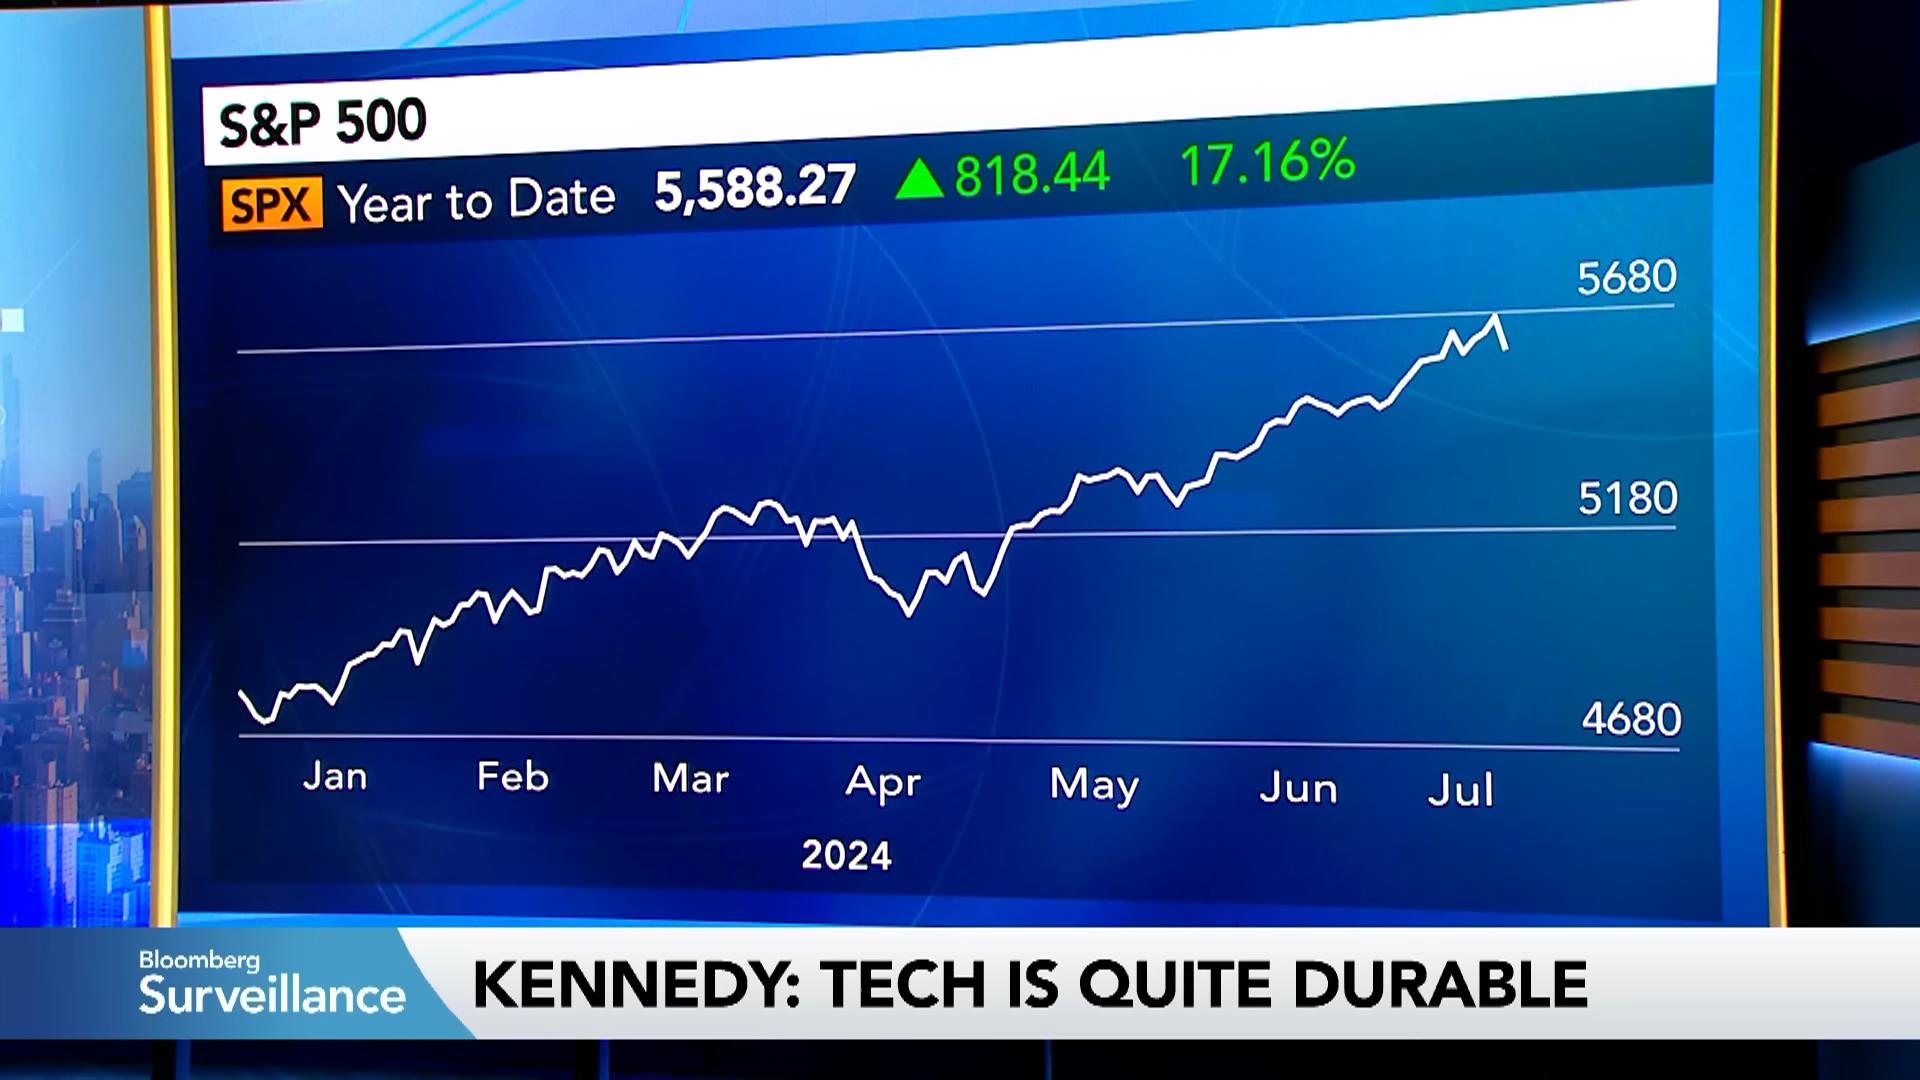 S&P 500
SPX Year to Date 5,588.27 ▲818.44 17.16%
5680
5180
4680
Jan Feb Mar Apr May Jun Jul
2024
Bloomberg
Surveillance
KENNEDY: TECH IS QUITE DURABLE